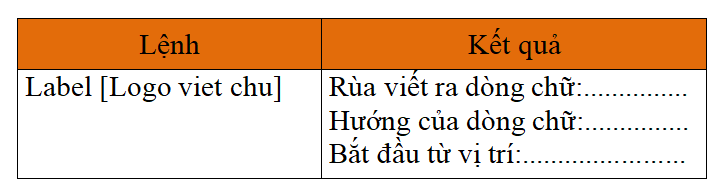 Lệnh Kết quả
Label [Logo viet chu] Rùa viết ra dòng chữ:...............
Hướng của dòng chữ:...............
Bắt đầu từ vị trí:.......................